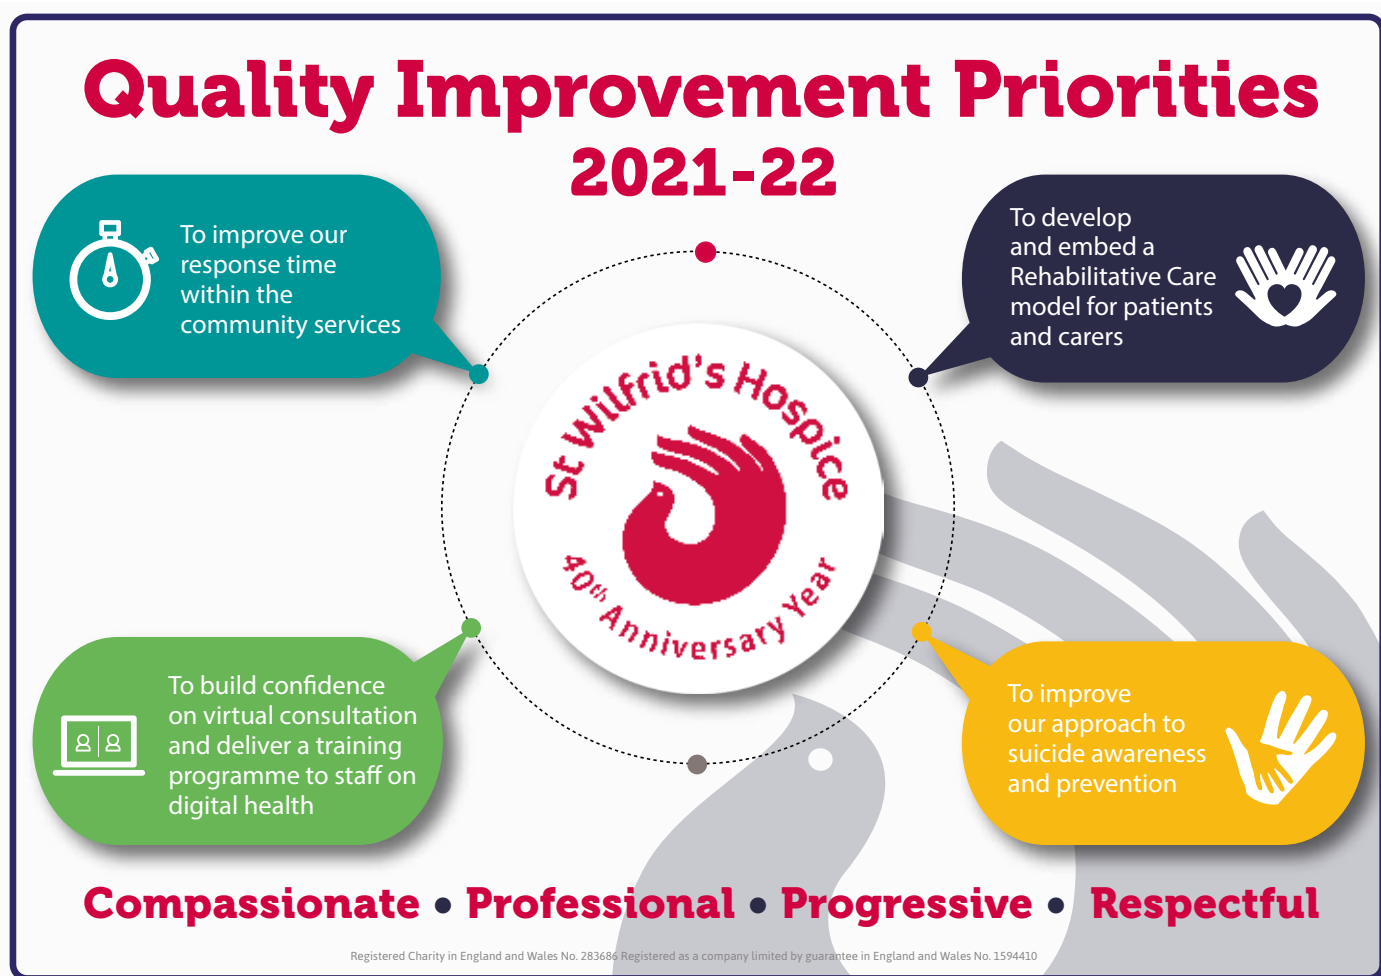 Quality Improvement Priorities
2021-22
To improve our
response time
within the
community services
To develop
and embed a
Rehabilitative Care
model for patients
and carers
St Wilfrid's Hospice
40th Anniversary Year
To build confidence
on virtual consultation
and deliver a training
programme to staff on
digital health
To improve
our approach to
suicide awareness
and prevention
Compassionate • Professional • Progressive • Respectful
Registered Charity in England and Wales No. 283686 Registered as a company limited by guarantee in England and Wales No. 1594410